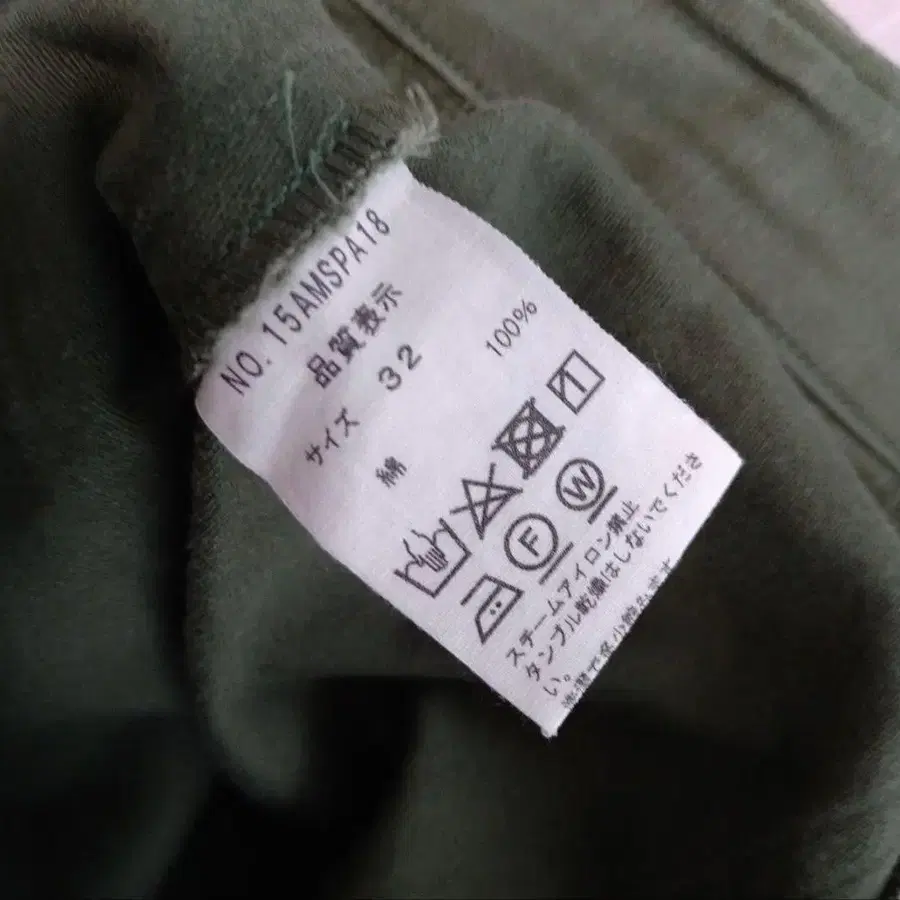 NO. 15AMSPA18
品質表示
サイズ 32
綿 100%
F W
スチームアイロン禁止
タンブル乾燥はしないでくださ
い。